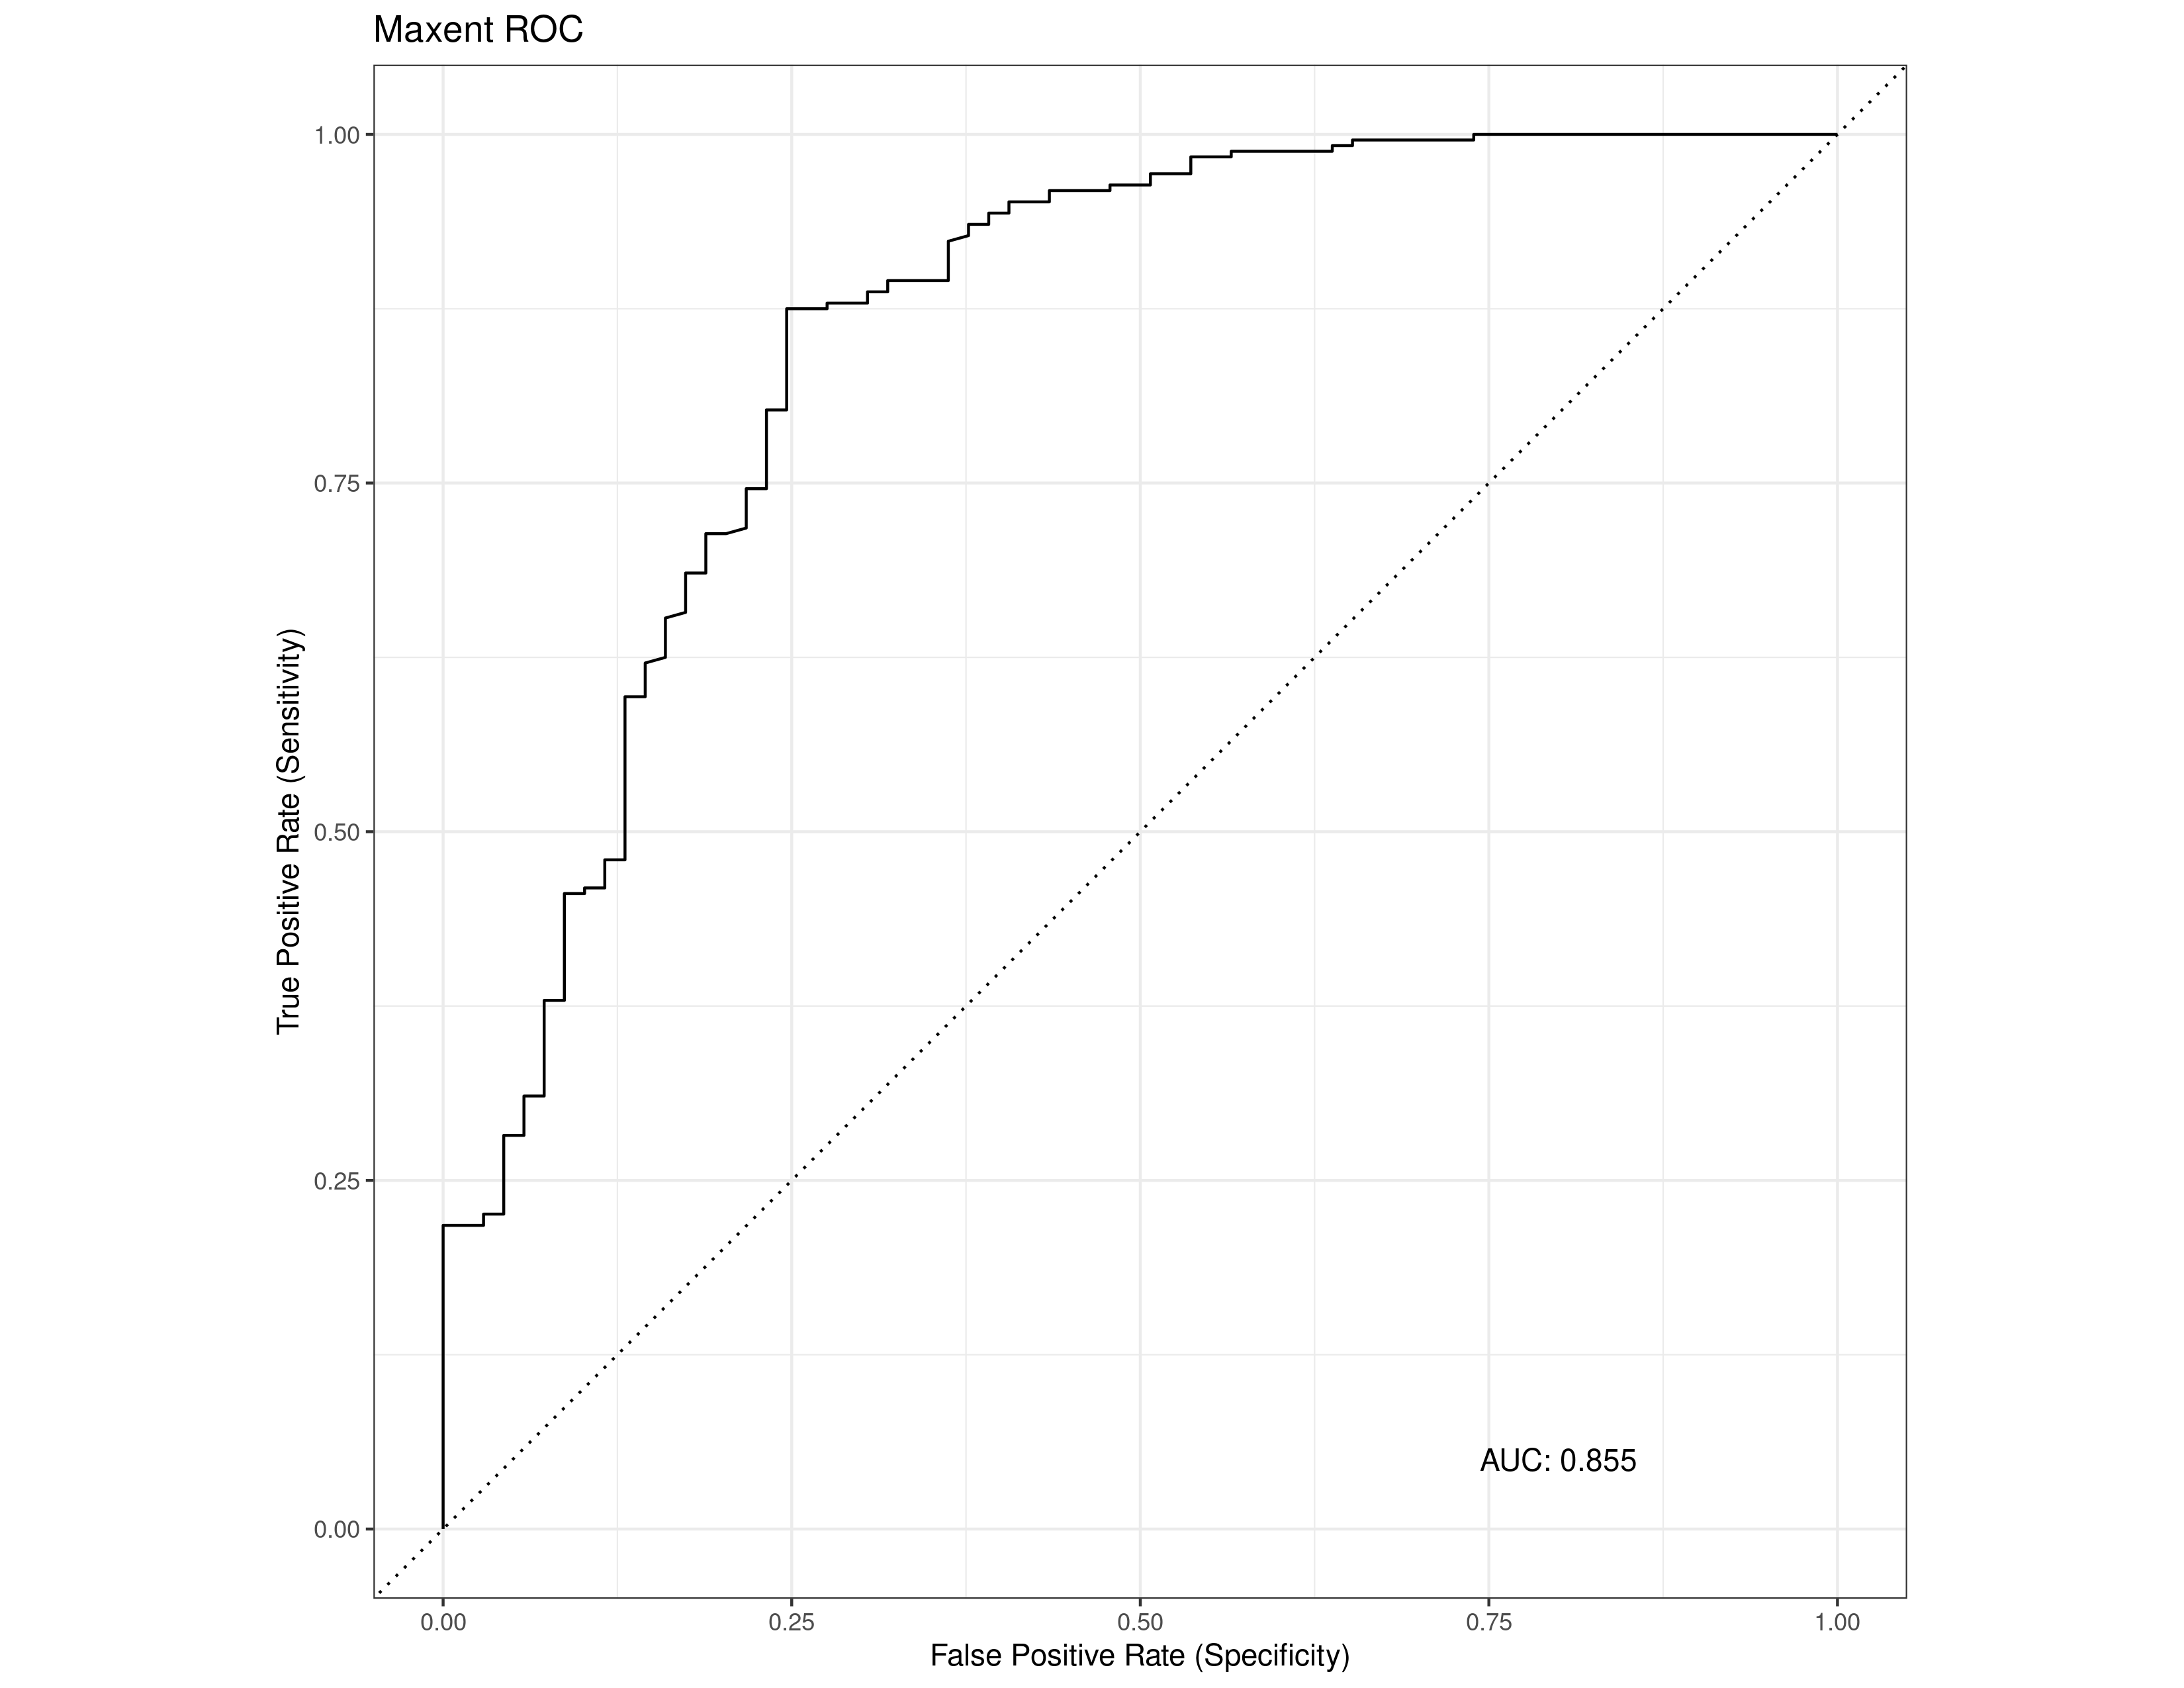 Maxent ROC
1.00
0.75
0.50
0.25
0.00
True Positive Rate (Sensitivity)
AUC: 0.855
0.00 0.25 0.50 0.75 1.00
False Positive Rate (Specificity)